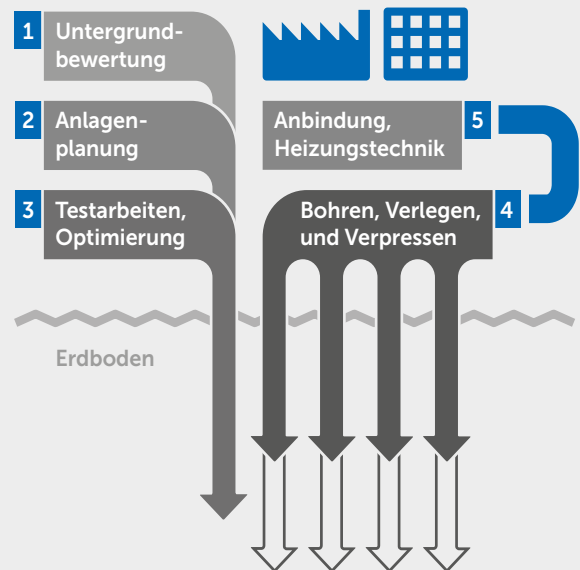 1
Untergrund-
bewertung
2
Anlagen-
planung
3
Testarbeiten,
Optimierung
Bohren, Verlegen,
und Verpressen
4
Anbindung,
Heizungstechnik
5
Erdboden